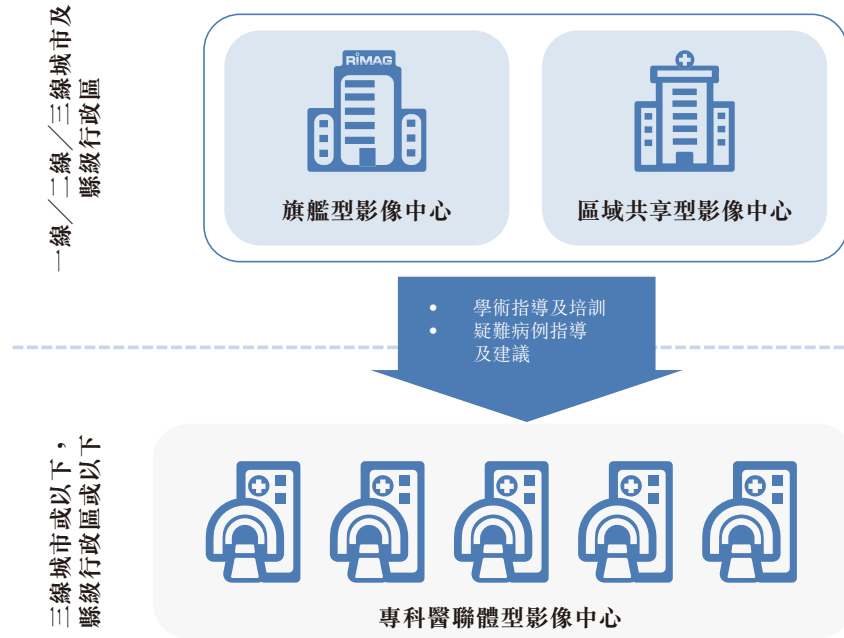 一線／二線／三線城市及
縣級行政區
RIMAG
旗艦型影像中心
區域共享型影像中心
• 學術指導及培訓
• 疑難病例指導
及建議
三線城市或以下，
縣級行政區或以下
專科醫聯體型影像中心